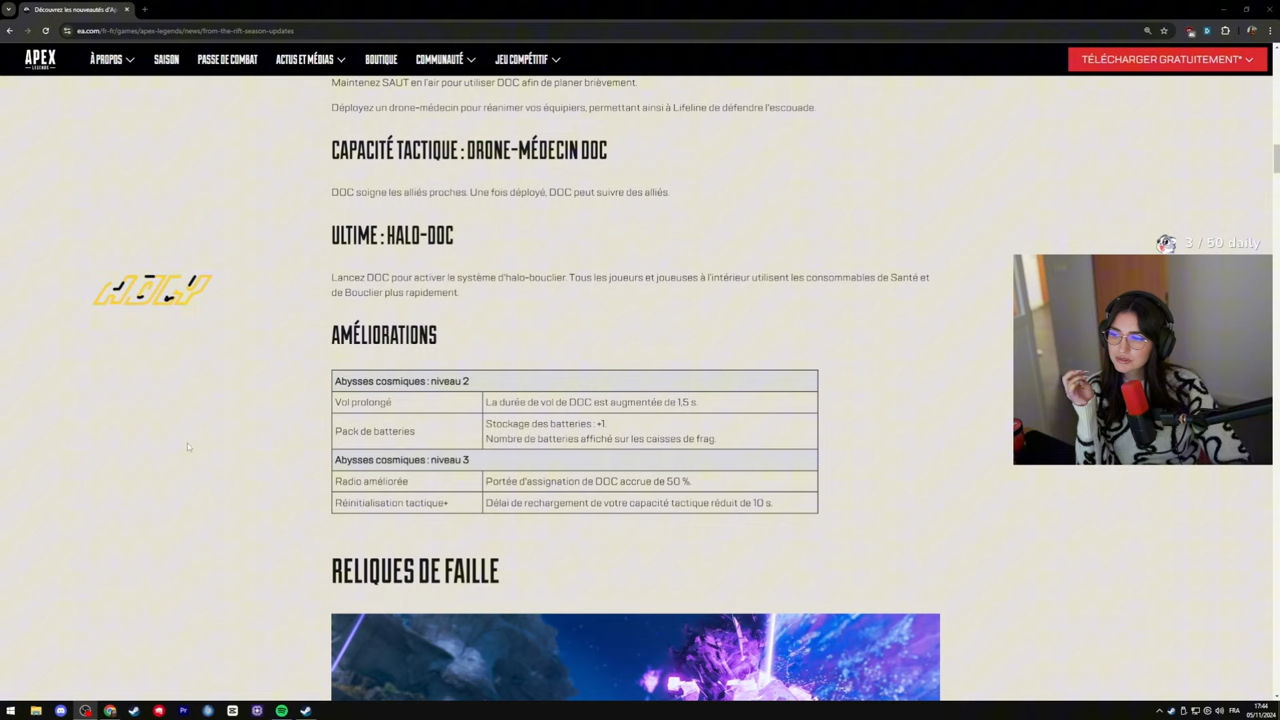 Découvrez les nouveautés d'Ap
ea.com/fr-fr/games/apex-legends/news/from-the-rift-season-updates
APEX
LEGENDS
À PROPOS
SAISON
PASSE DE COMBAT
ACTUS ET MÉDIAS
BOUTIQUE
COMMUNAUTÉ
JEU COMPÉTITIF
TÉLÉCHARGER GRATUITEMENT*
Maintenez SAUT en l'air pour utiliser DOC afin de planer brièvement.
Déployez un drone-médecin pour réanimer vos équipiers, permettant ainsi à Lifeline de défendre l'escouade.
CAPACITÉ TACTIQUE : DRONE-MÉDECIN DOC
DOC soigne les alliés proches. Une fois déployé, DOC peut suivre des alliés.
ULTIME : HALO-DOC
3 / 50 daily
Lancez DOC pour activer le système d'halo-bouclier. Tous les joueurs et joueuses à l'intérieur utilisent les consommables de Santé et
de Bouclier plus rapidement.
AMÉLIORATIONS
Abysses cosmiques : niveau 2
Vol prolongé
La durée de vol de DOC est augmentée de 1,5 s.
Pack de batteries
Stockage des batteries : +1.
Nombre de batteries affiché sur les caisses de frag.
Abysses cosmiques : niveau 3
Radio améliorée
Portée d'assignation de DOC accrue de 50 %.
Réinitialisation tactique+
Délai de rechargement de votre capacité tactique réduit de 10 s.
RELIQUES DE FAILLE
FRA
17:44
05/11/2024